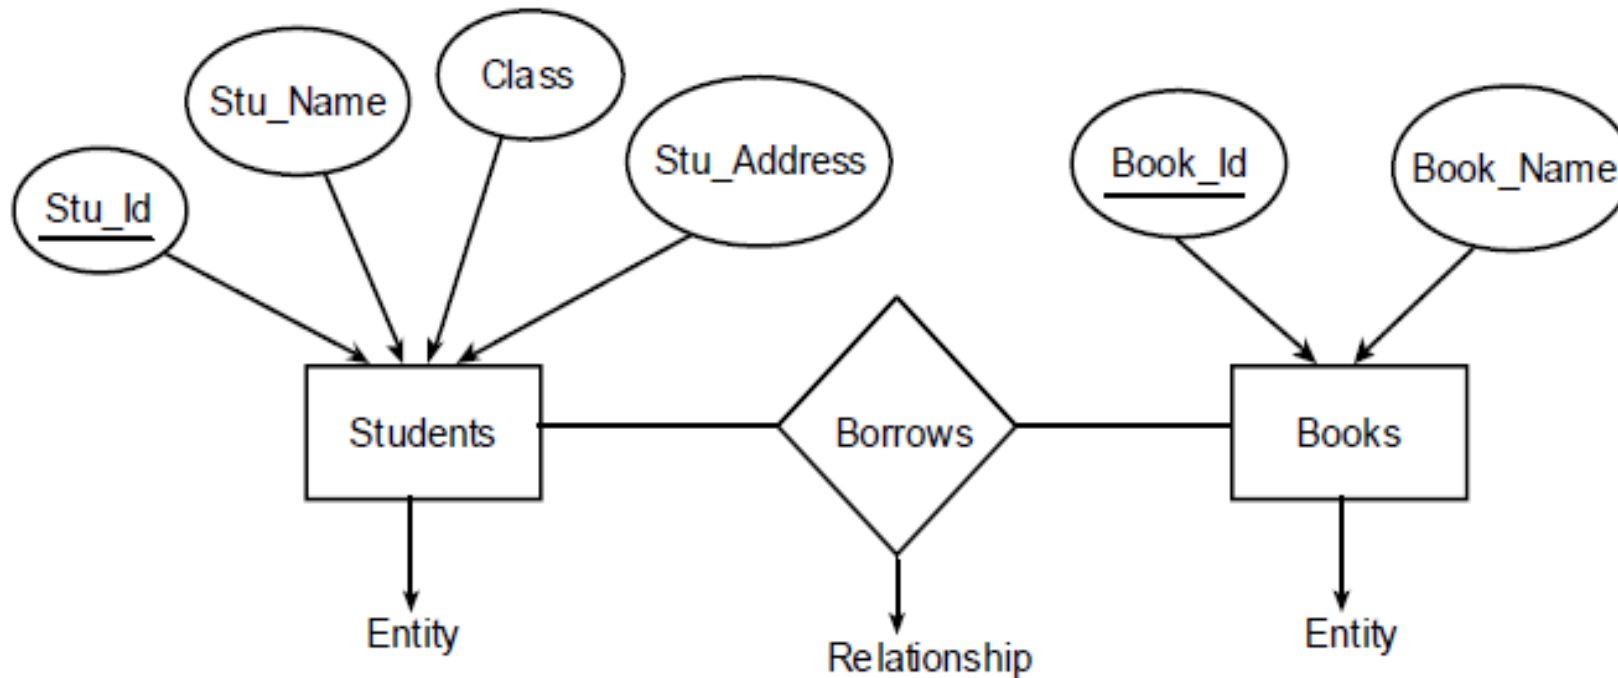 Stu_Id
Stu_Name
Class
Stu_Address
Book_Id
Book_Name
Students
Borrows
Books
Entity
Relationship
Entity